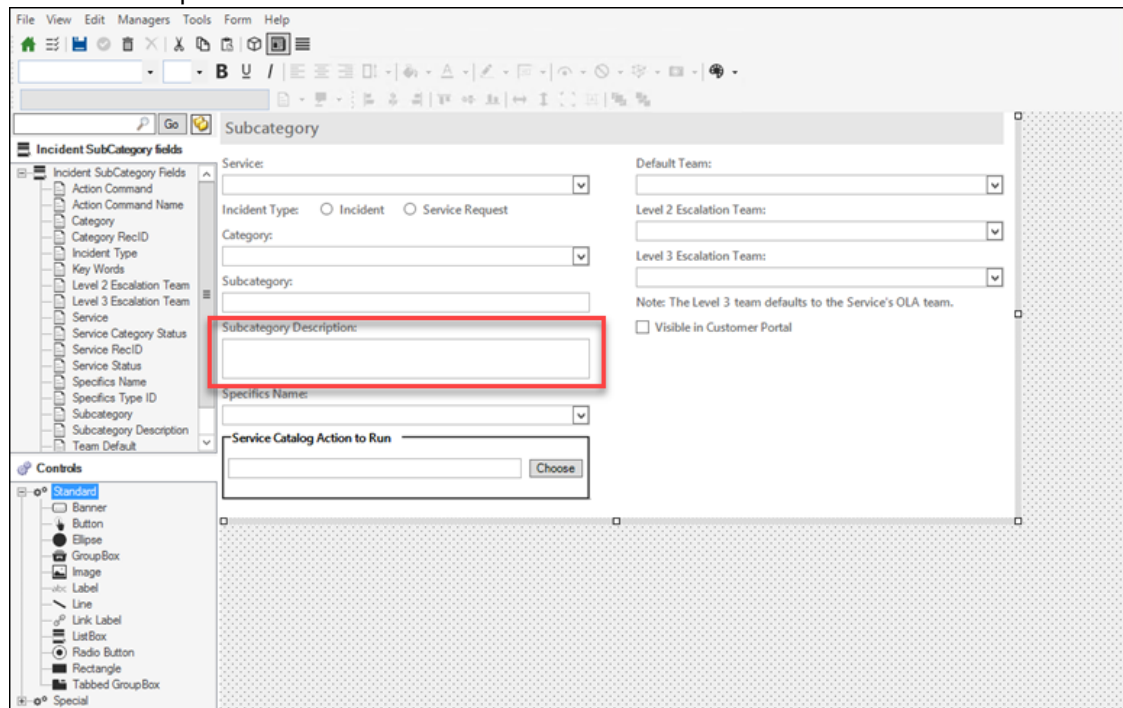 File View Edit Managers Tools Form Help
B U I
Go
Subcategory
Incident SubCategory fields
Incident SubCategory Fields
Action Command
Action Command Name
Category
Category RecID
Incident Type
Key Words
Level 2 Escalation Team
Level 3 Escalation Team
Service
Service Category Status
Service RecID
Service Status
Specifics Name
Specifics Type ID
Subcategory
Subcategory Description
Team Default
Controls
Standard
Banner
Button
Ellipse
GroupBox
Image
abc Label
Line
Link Label
ListBox
Radio Button
Rectangle
Tabbed GroupBox
Special
Service:
Incident Type: Incident Service Request
Category:
Subcategory:
Subcategory Description:
Specifics Name:
Service Catalog Action to Run
Choose
Default Team:
Level 2 Escalation Team:
Level 3 Escalation Team:
Note: The Level 3 team defaults to the Service's OLA team.
Visible in Customer Portal